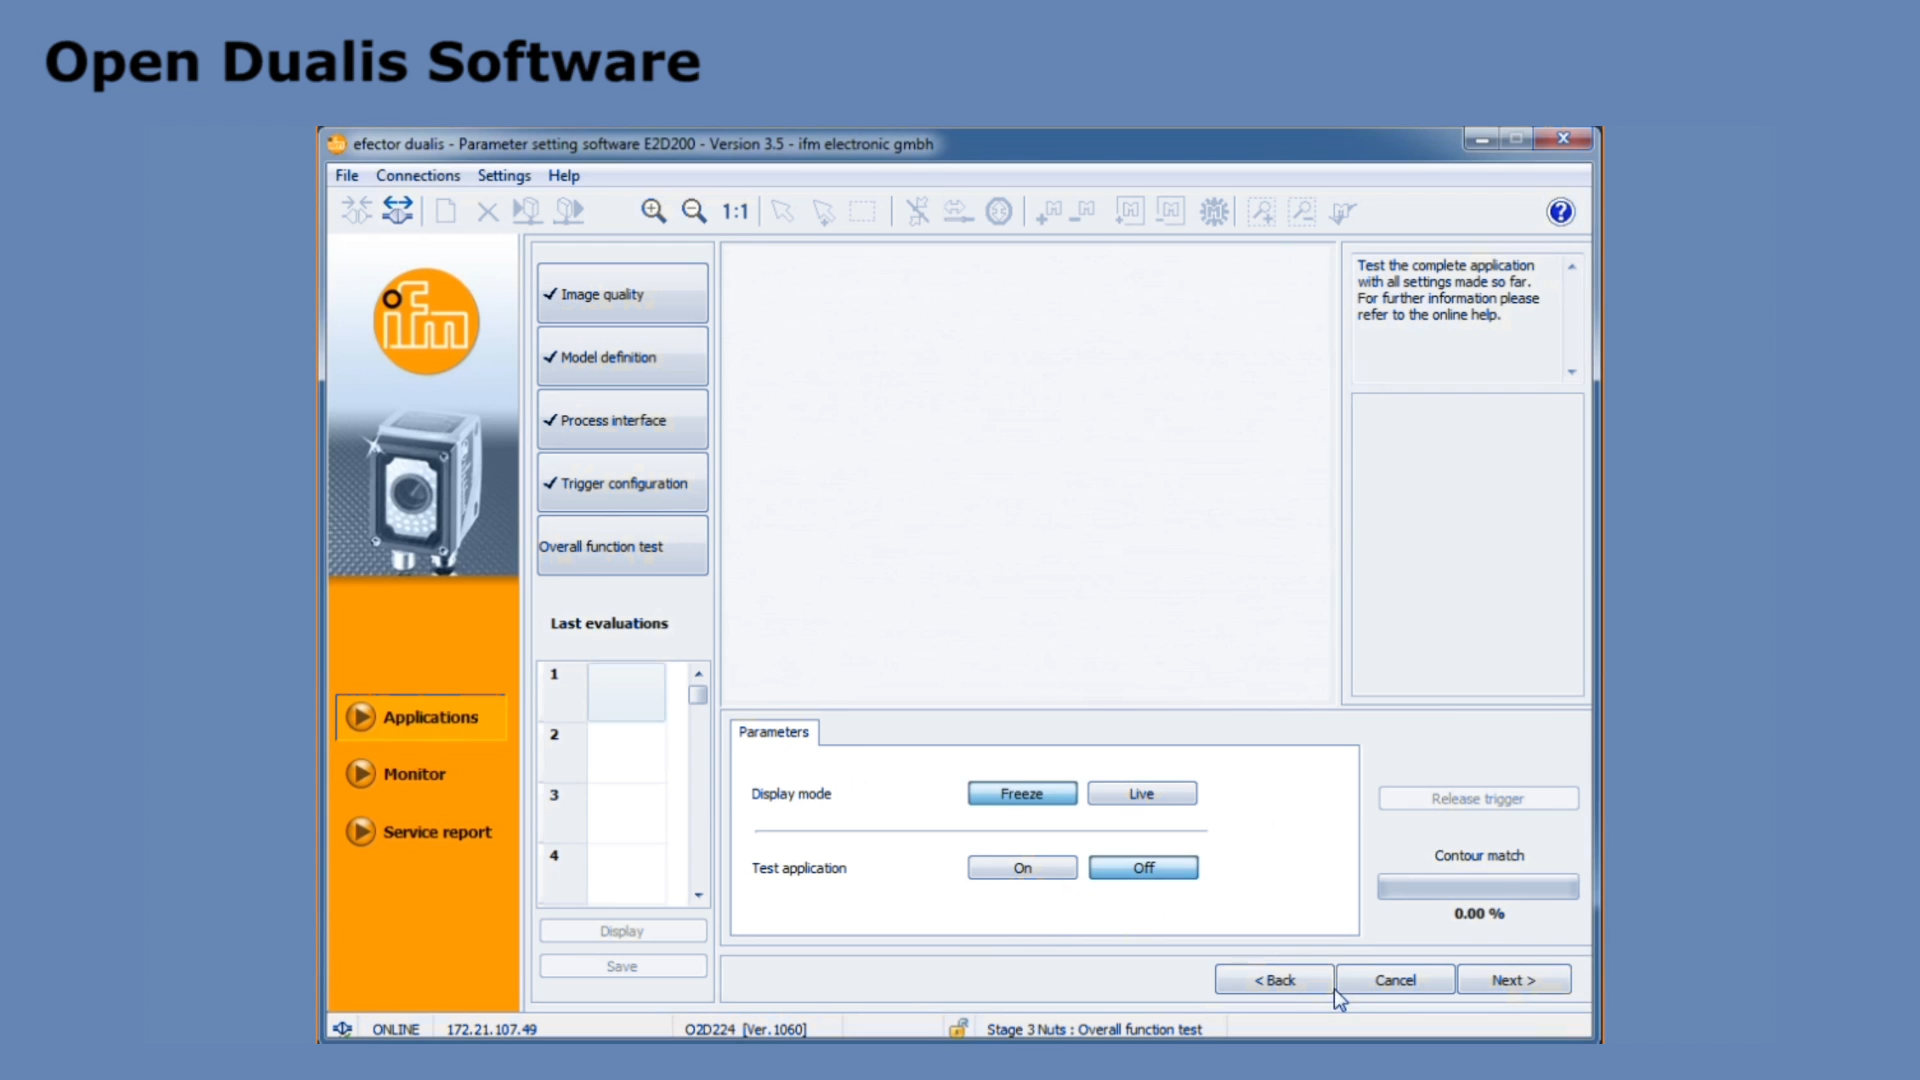 Open Dualis Software
efector dualis - Parameter setting software E2D200 - Version 3.5 - ifm electronic gmbh
File Connections Settings Help
1:1
ifm
Image quality
Model definition
Process interface
Trigger configuration
Overall function test
Test the complete application
with all settings made so far.
For further information please
refer to the online help.
Last evaluations
1
2
3
4
Display
Save
Applications
Monitor
Service report
Parameters
Display mode Freeze Live
Test application On Off
Release trigger
Contour match
0.00 %
< Back Cancel Next >
ONLINE 172.21.107.49 O2D224 [Ver.1060] Stage 3 Nuts : Overall function test